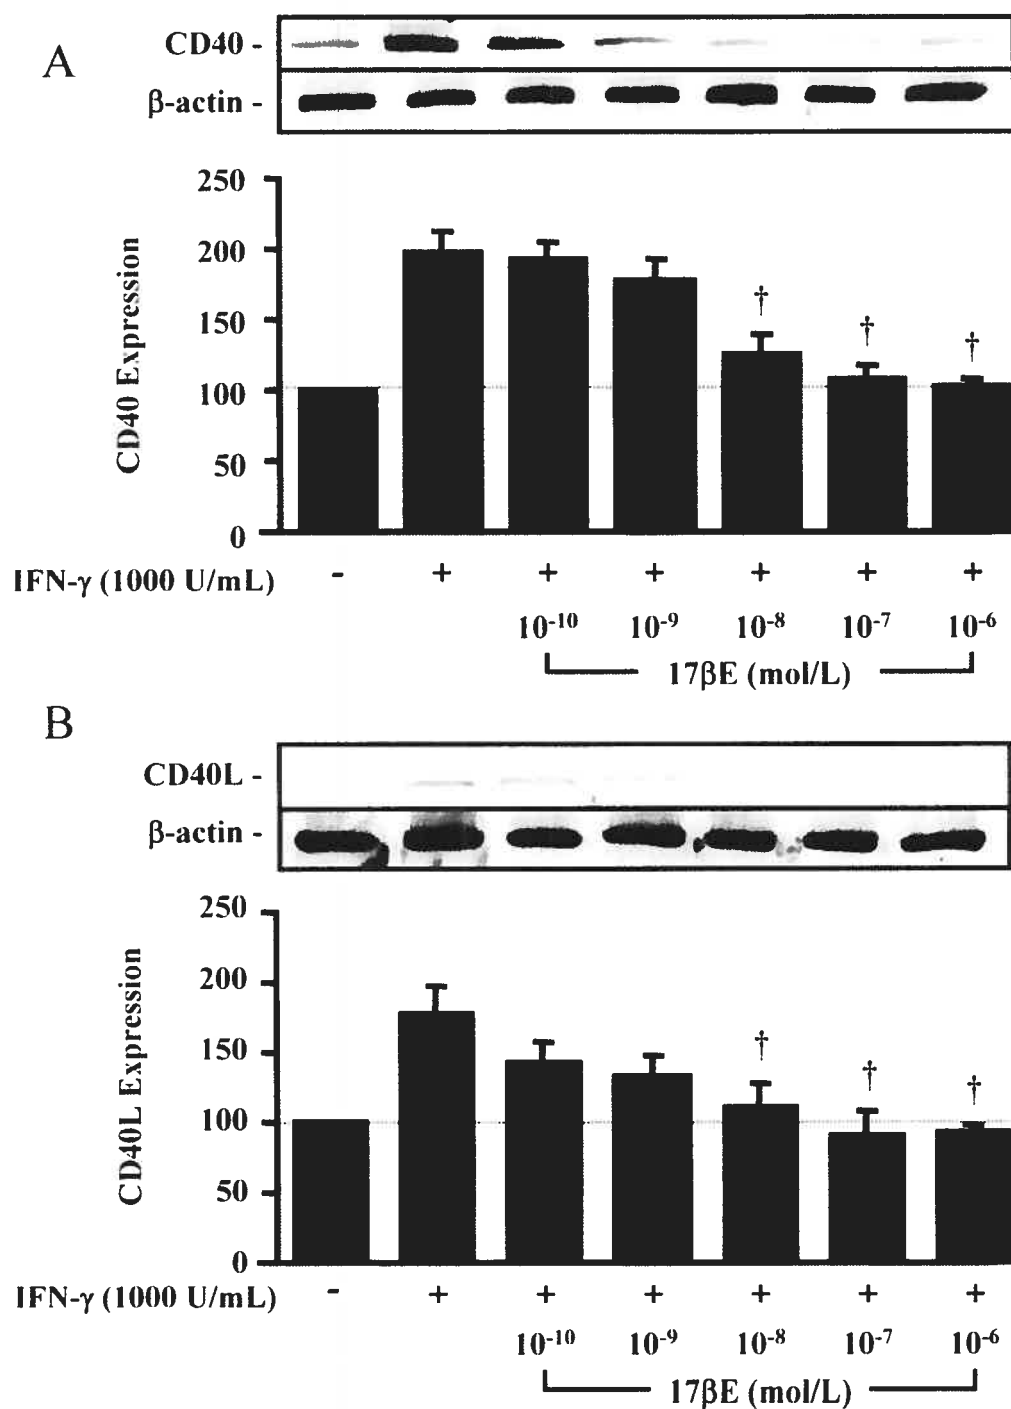 A
CD40 -
β-actin -
250
200
150
100
50
0
CD40 Expression
† † †
IFN-γ (1000 U/mL) - + + + + + +
10⁻¹⁰ 10⁻⁹ 10⁻⁸ 10⁻⁷ 10⁻⁶
17βE (mol/L)
B
CD40L -
β-actin -
250
200
150
100
50
0
CD40L Expression
† † †
IFN-γ (1000 U/mL) - + + + + + +
10⁻¹⁰ 10⁻⁹ 10⁻⁸ 10⁻⁷ 10⁻⁶
17βE (mol/L)